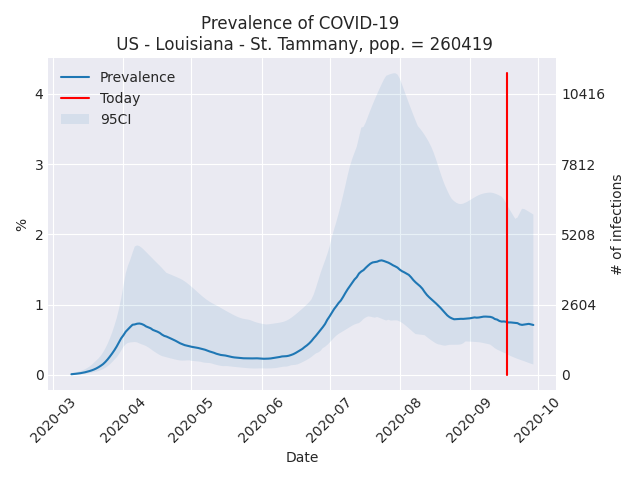 Prevalence of COVID-19
US - Louisiana - St. Tammany, pop. = 260419
Prevalence
Today
95CI
%
4
3
2
1
0
10416
7812
5208
2604
0
# of infections
2020-03
2020-04
2020-05
2020-06
2020-07
2020-08
2020-09
2020-10
Date